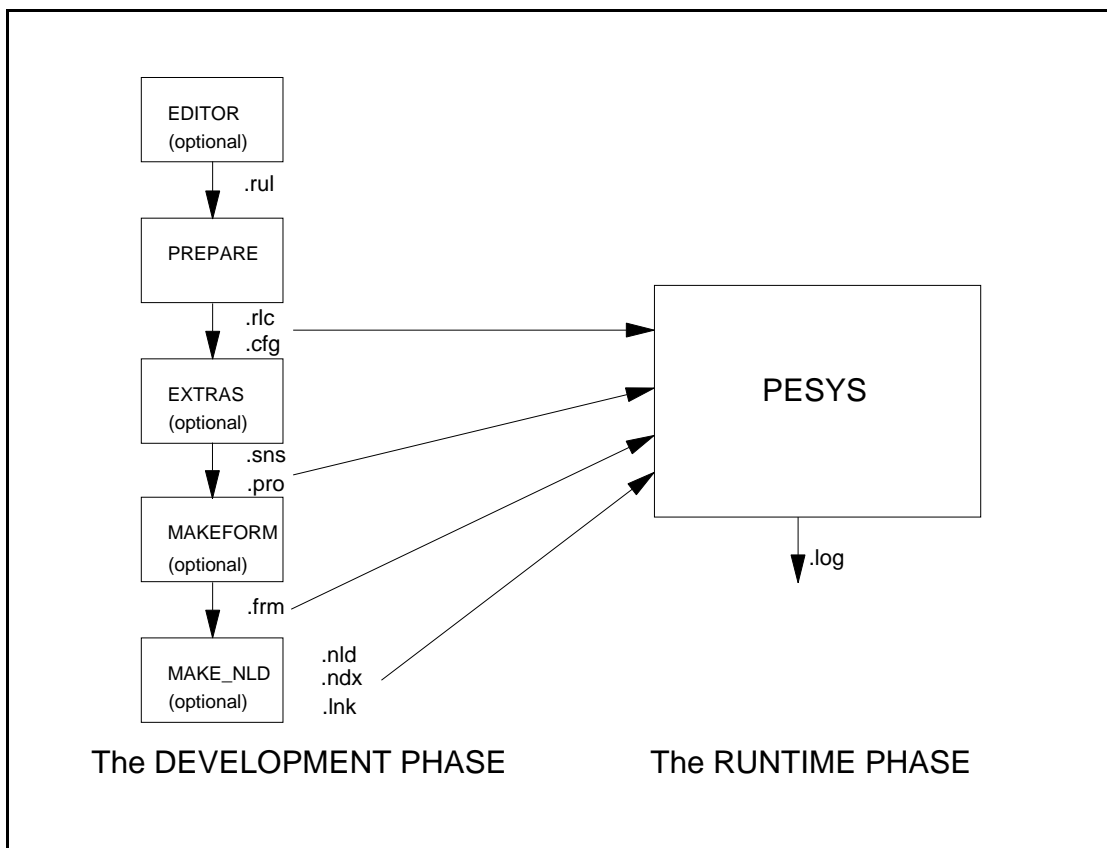 EDITOR
(optional)
.rul
PREPARE
.rlc
.cfg
EXTRAS
(optional)
.sns
.pro
MAKEFORM
(optional)
.frm
MAKE_NLD
(optional)
.nld
.ndx
.lnk
PESYS
.log
The DEVELOPMENT PHASE
The RUNTIME PHASE